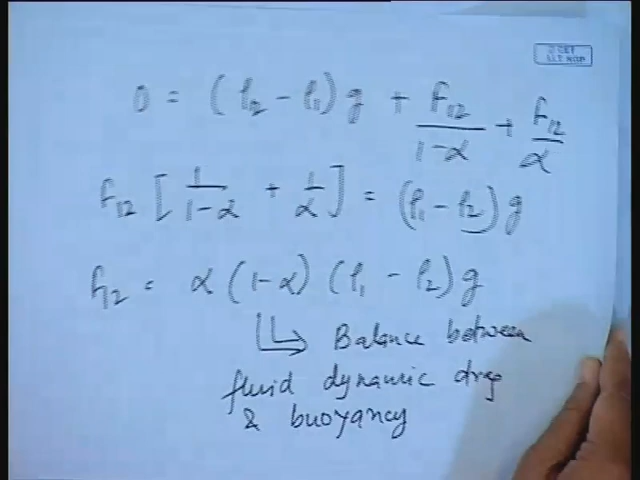 0 = (ρ₂ - ρ₁)g + F₁₂/(1-α) + F₁₂/α
F₁₂ [1/(1-α) + 1/α] = (ρ₁ - ρ₂)g
F₁₂ = α(1-α)(ρ₁ - ρ₂)g
Balance between
fluid dynamic drag
& buoyancy